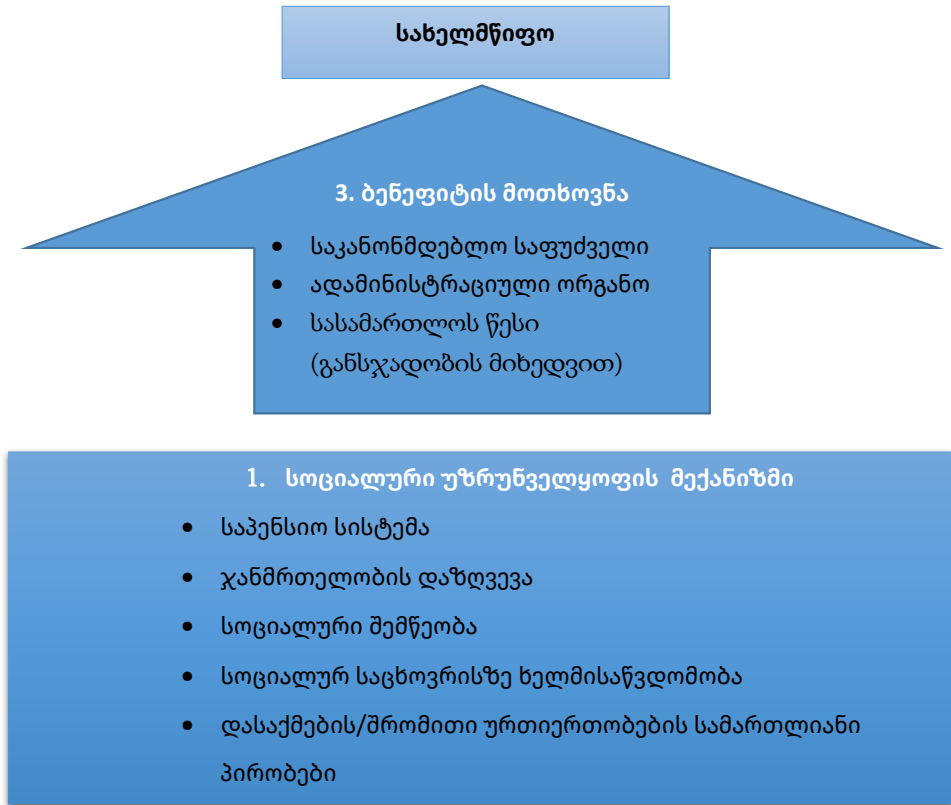 სახელმწიფო
3. ბენეფიტის მოთხოვნა
• საკანონმდებლო საფუძველი
• ადამინისტრაციული ორგანო
• სასამართლოს წესი
(განსჯადობის მიხედვით)
1. სოციალური უზრუნველყოფის მექანიზმი
• საპენსიო სისტემა
• ჯანმრთელობის დაზღვევა
• სოციალური შემწეობა
• სოციალურ საცხოვრისზე ხელმისაწვდომობა
• დასაქმების/შრომითი ურთიერთობების სამართლიანი
პირობები